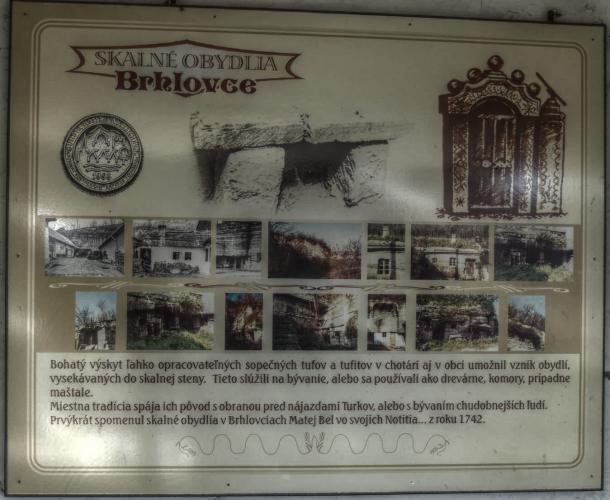 SKALNÉ OBYDLIA
Brhlovce
Bohatý výskyt ľahko opracovateľných sopečných tufov a tufitov v chotári aj v obci umožnil vznik obydlí,
vysekávaných do skalnej steny. Tieto slúžili na bývanie, alebo sa používali ako drevárne, komory, prípadne
maštale.
Miestna tradícia spája ich pôvod s obranou pred nájazdami Turkov, alebo s bývaním chudobnejších ľudí.
Prvýkrát spomenul skalné obydlia v Brhlovciach Matej Bel vo svojich Notitia... z roku 1742.